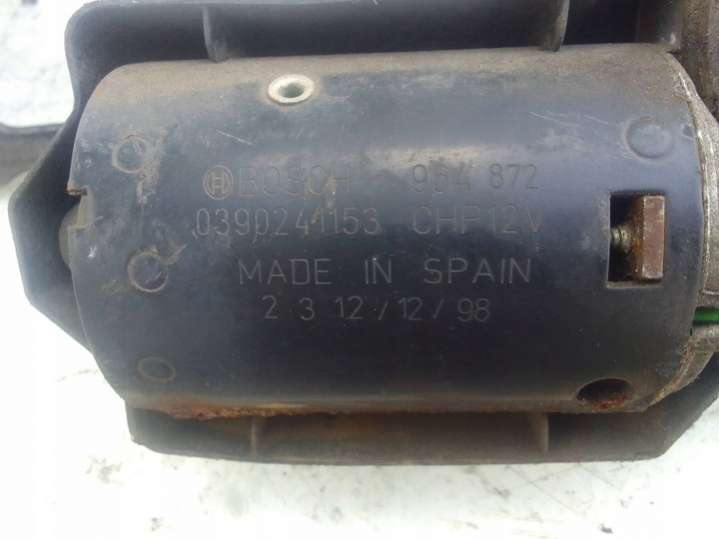 BOSCH 964 872
0390241153 CHP12V
MADE IN SPAIN
2 3 12/12/98